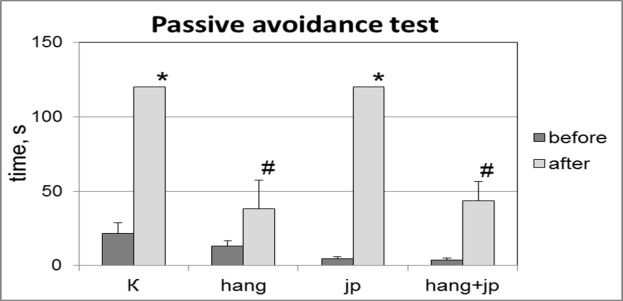 Passive avoidance test
150
100
50
0
time, s
*
#
*
#
K
hang
jp
hang+jp
before
after